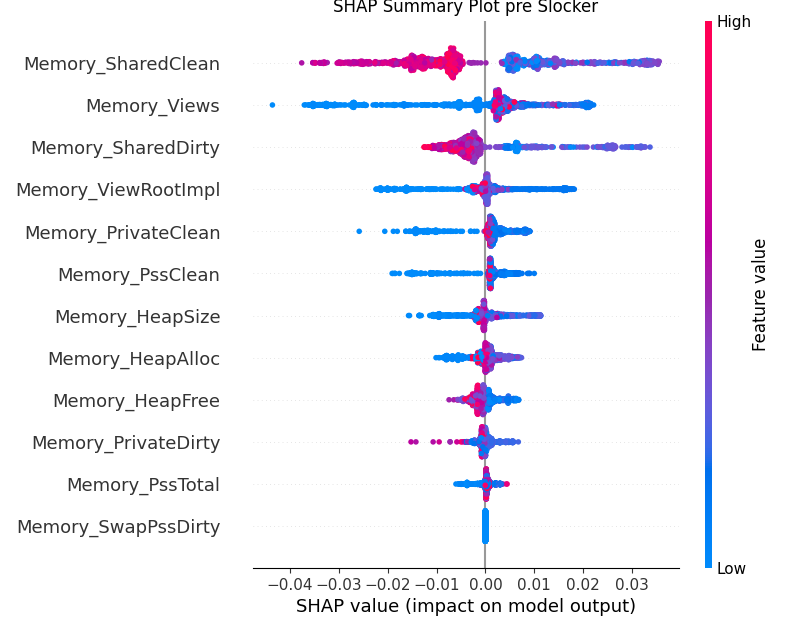 SHAP Summary Plot pre Slocker
High
Memory_SharedClean
Memory_Views
Memory_SharedDirty
Memory_ViewRootImpl
Memory_PrivateClean
Memory_PssClean
Memory_HeapSize
Memory_HeapAlloc
Memory_HeapFree
Memory_PrivateDirty
Memory_PssTotal
Memory_SwapPssDirty
Feature value
Low
−0.04 −0.03 −0.02 −0.01 0.00 0.01 0.02 0.03
SHAP value (impact on model output)